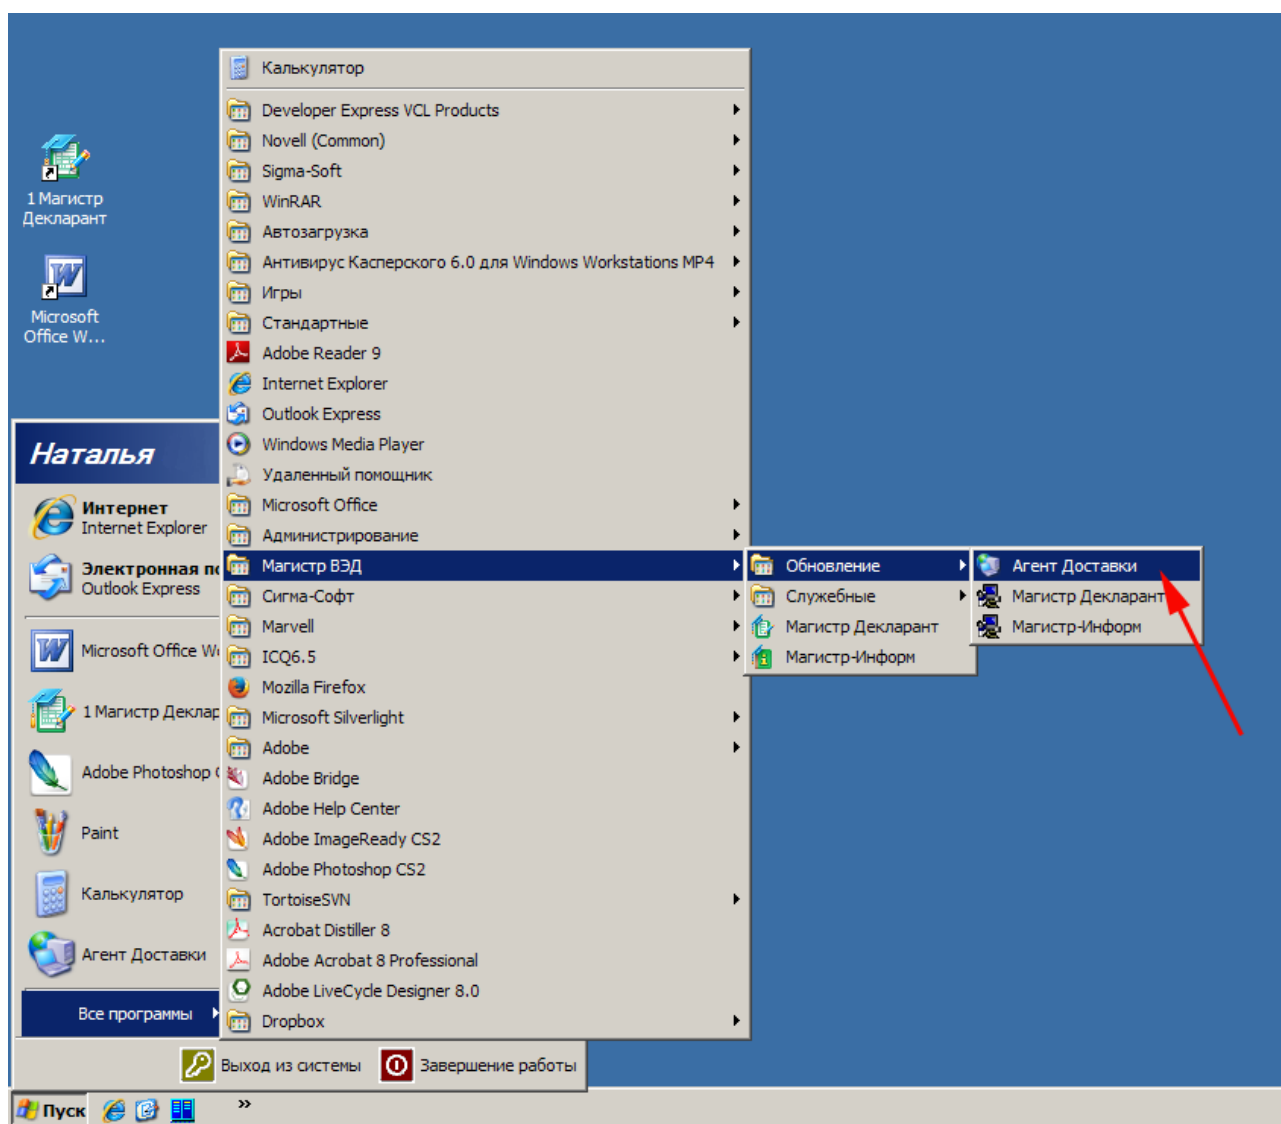 1 Магистр
Декларант
Microsoft
Office W...
Калькулятор
Developer Express VCL Products
Novell (Common)
Sigma-Soft
WinRAR
Автозагрузка
Антивирус Касперского 6.0 для Windows Workstations MP4
Игры
Стандартные
Adobe Reader 9
Internet Explorer
Outlook Express
Windows Media Player
Удаленный помощник
Microsoft Office
Администрирование
Магистр ВЭД
Сигма-Софт
Marvell
ICQ6.5
Mozilla Firefox
Microsoft Silverlight
Adobe
Adobe Bridge
Adobe Help Center
Adobe ImageReady CS2
Adobe Photoshop CS2
TortoiseSVN
Acrobat Distiller 8
Adobe Acrobat 8 Professional
Adobe LiveCycle Designer 8.0
Dropbox
Обновление
Служебные
Магистр Декларант
Магистр-Информ
Агент Доставки
Магистр Декларант
Магистр-Информ
Наталья
Интернет
Internet Explorer
Электронная по
Outlook Express
Microsoft Office W
1 Магистр Деклар
Adobe Photoshop
Paint
Калькулятор
Агент Доставки
Все программы
Выход из системы Завершение работы
Пуск »